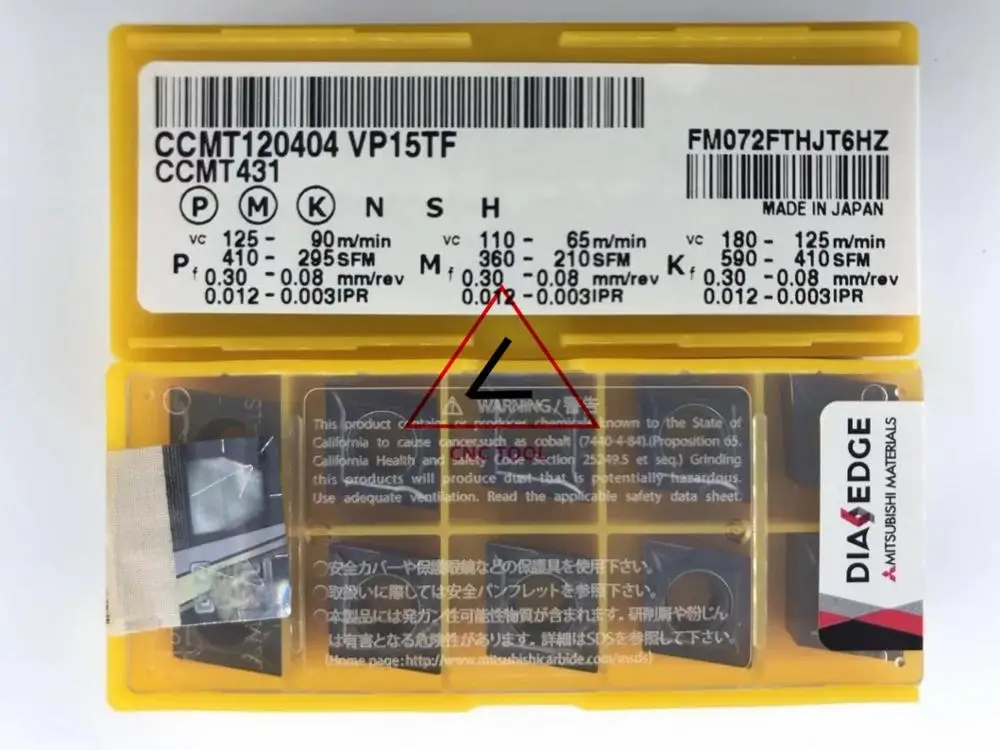 CCMT120404 VP15TF
CCMT431
FM072FTHJT6HZ
MADE IN JAPAN
P M K N S H
P vc 125 - 90 m/min
410 - 295 SFM
f 0.30 - 0.08 mm/rev
0.012 - 0.003 IPR
M vc 110 - 65 m/min
360 - 210 SFM
f 0.30 - 0.08 mm/rev
0.012 - 0.003 IPR
K vc 180 - 125 m/min
590 - 410 SFM
f 0.30 - 0.08 mm/rev
0.012 - 0.003 IPR
CNC TOOL
WARNING/警告
This product contains or produces chemical known to the State of
California to cause cancer,such as cobalt (7440-4-84).(Proposition 65.
California Health and safety Code section 25249.5 et seq.) Grinding
this products will produce dust that is potentially hazardous.
Use adequate ventilation. Read the applicable safety data sheet.
○安全カバーや保護眼鏡などの保護具を使用下さい。
○取扱いに際しては安全パンフレットを参照下さい。
○本製品には発ガン性可能性物質が含まれます。研削屑や粉じん
は有害となる危険性があります。詳細はSDSを参照して下さい。
(Home page:http://www.mitsubishicarbide.com/msds)
DIAEDGE
MITSUBISHI MATERIALS